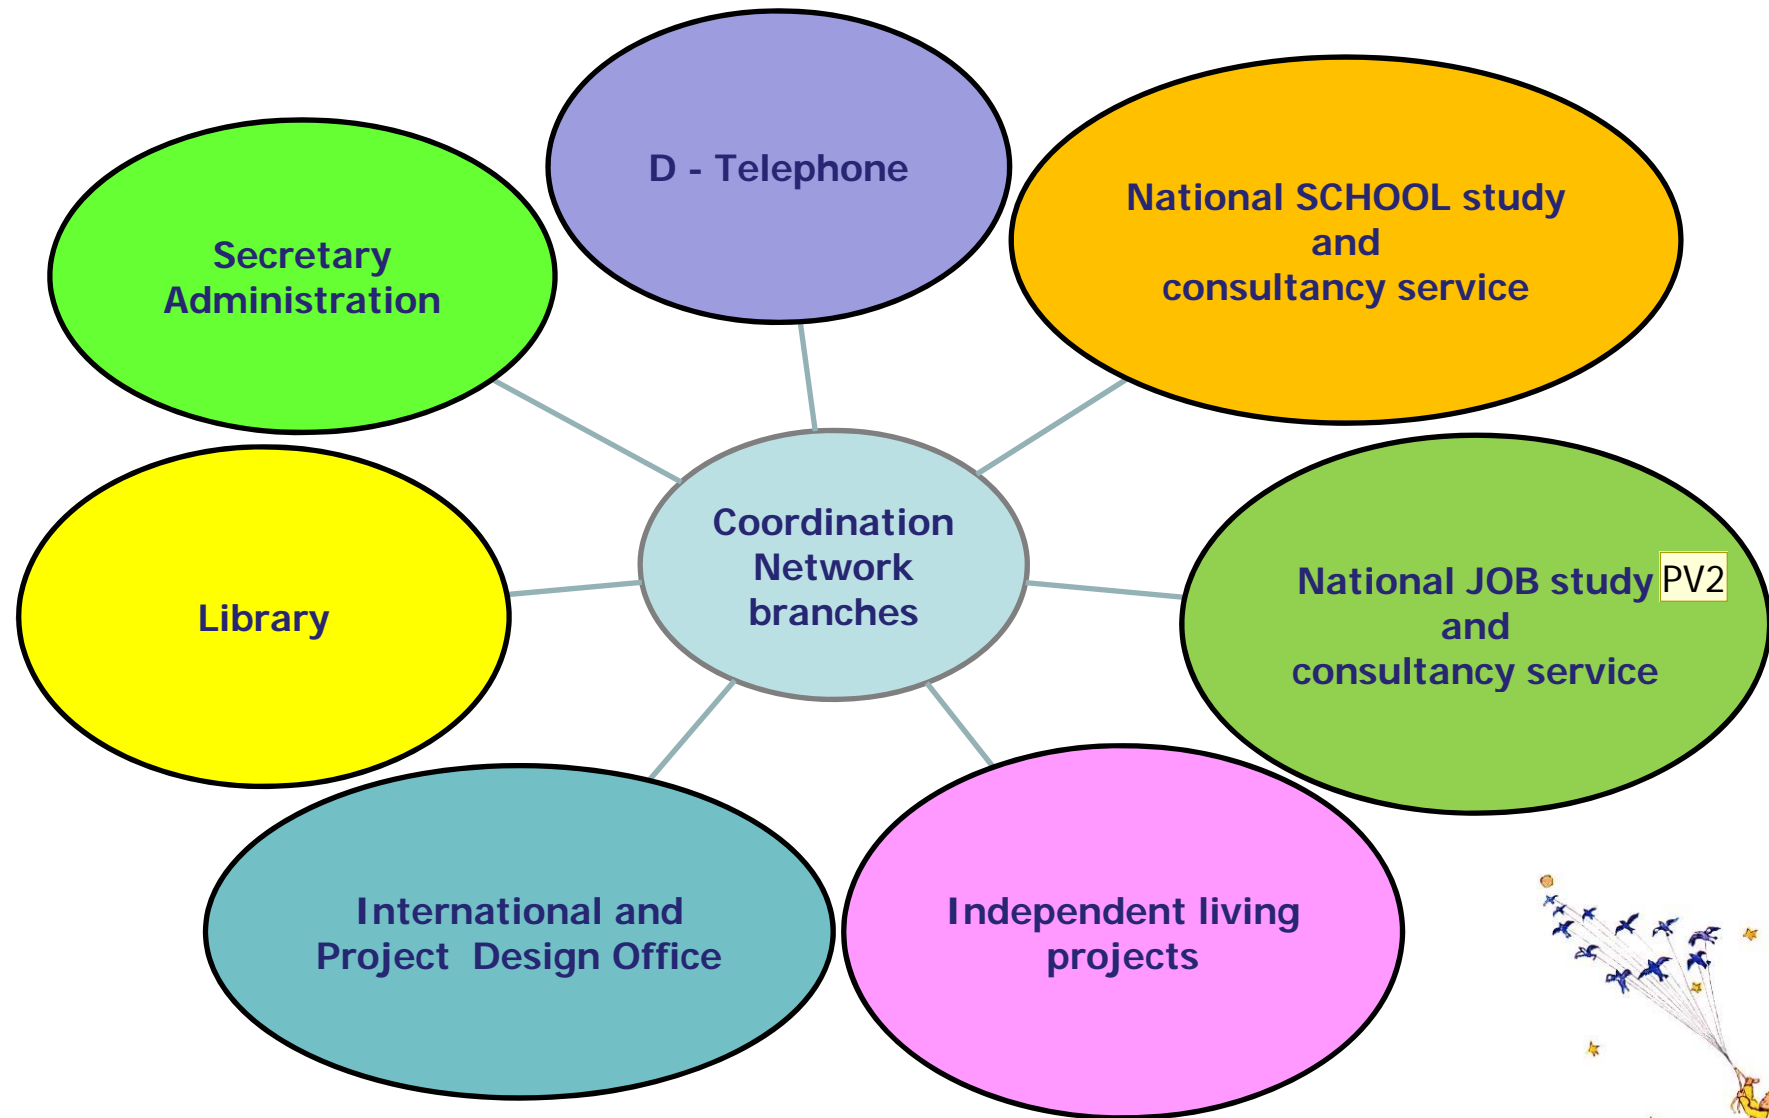 D - Telephone
National SCHOOL study
and
consultancy service
Secretary
Administration
Coordination
Network
branches
National JOB study PV2
and
consultancy service
Library
International and
Project  Design Office
Independent living
projects